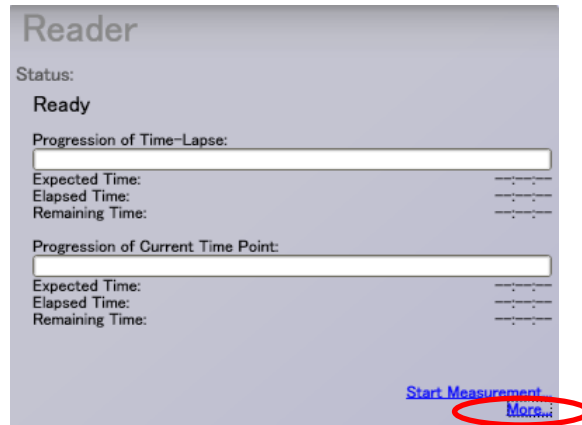 Reader
Status:
Ready
Progression of Time-Lapse:
Expected Time: --:--:--
Elapsed Time: --:--:--
Remaining Time: --:--:--
Progression of Current Time Point:
Expected Time: --:--:--
Elapsed Time: --:--:--
Remaining Time: --:--:--
Start Measurement...
More...